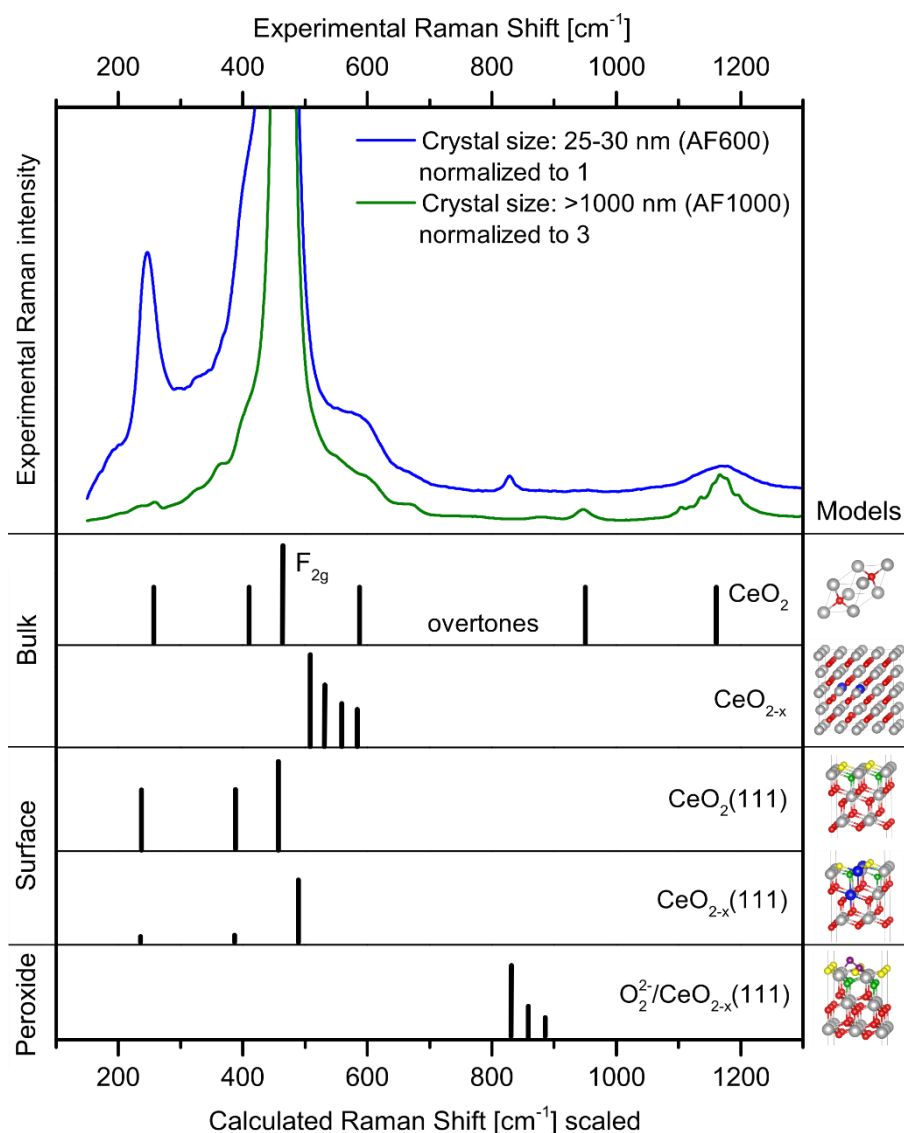 Experimental Raman Shift [cm⁻¹]
200 400 600 800 1000 1200
Experimental Raman intensity
Crystal size: 25-30 nm (AF600)
normalized to 1
Crystal size: >1000 nm (AF1000)
normalized to 3
Models
Bulk
F₂g
overtones
CeO₂
CeO₂₋ₓ
Surface
CeO₂(111)
CeO₂₋ₓ(111)
Peroxide
O₂²⁻/CeO₂₋ₓ(111)
200 400 600 800 1000 1200
Calculated Raman Shift [cm⁻¹] scaled